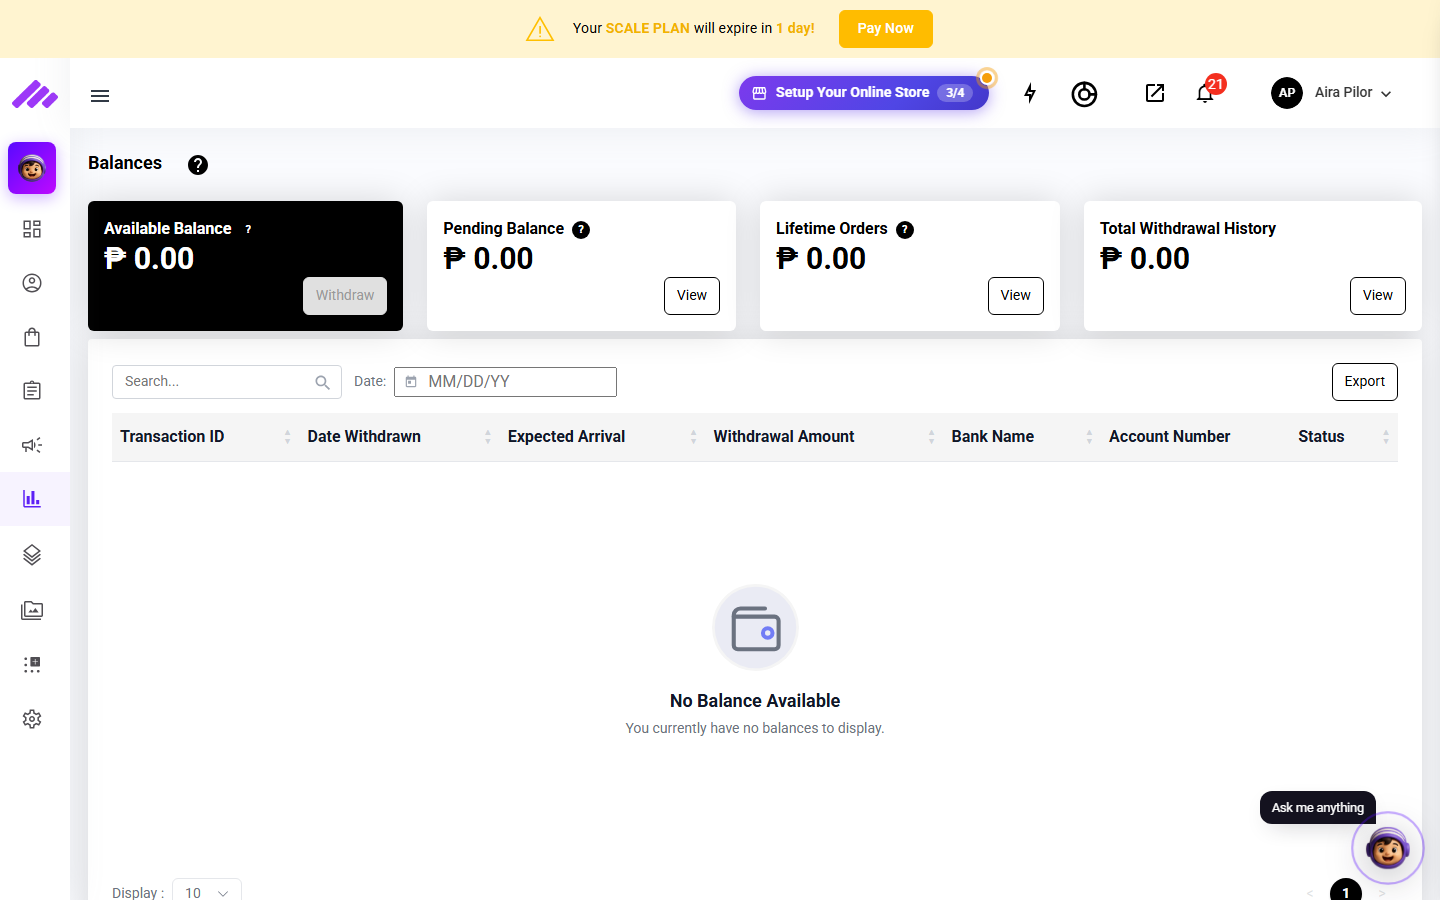 Your SCALE PLAN will expire in 1 day!
Pay Now
Setup Your Online Store 3/4
21
AP
Aira Pilor
Balances ?
Available Balance ?
₱ 0.00
Withdraw
Pending Balance ?
₱ 0.00
View
Lifetime Orders ?
₱ 0.00
View
Total Withdrawal History
₱ 0.00
View
Search...
Date:
MM/DD/YY
Export
Transaction ID Date Withdrawn Expected Arrival Withdrawal Amount Bank Name Account Number Status
No Balance Available
You currently have no balances to display.
Ask me anything
Display : 10
< 1 >